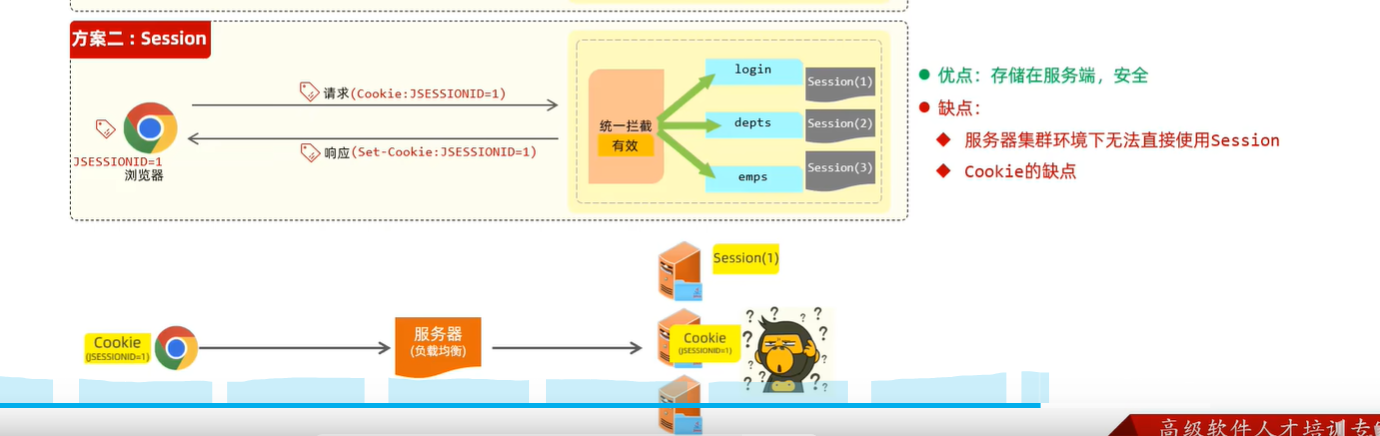 方案二：Session
请求(Cookie:JSESSIONID=1)
响应(Set-Cookie:JSESSIONID=1)
JSESSIONID=1
浏览器
统一拦截
有效
login
depts
emps
Session(1)
Session(2)
Session(3)
优点：存储在服务端，安全
缺点：
服务器集群环境下无法直接使用Session
Cookie的缺点
Session(1)
Cookie
(JSESSIONID=1)
服务器
(负载均衡)
Cookie
(JSESSIONID=1)
? ? ? ? ? ? ? ? ? ?
高级软件人才培训专